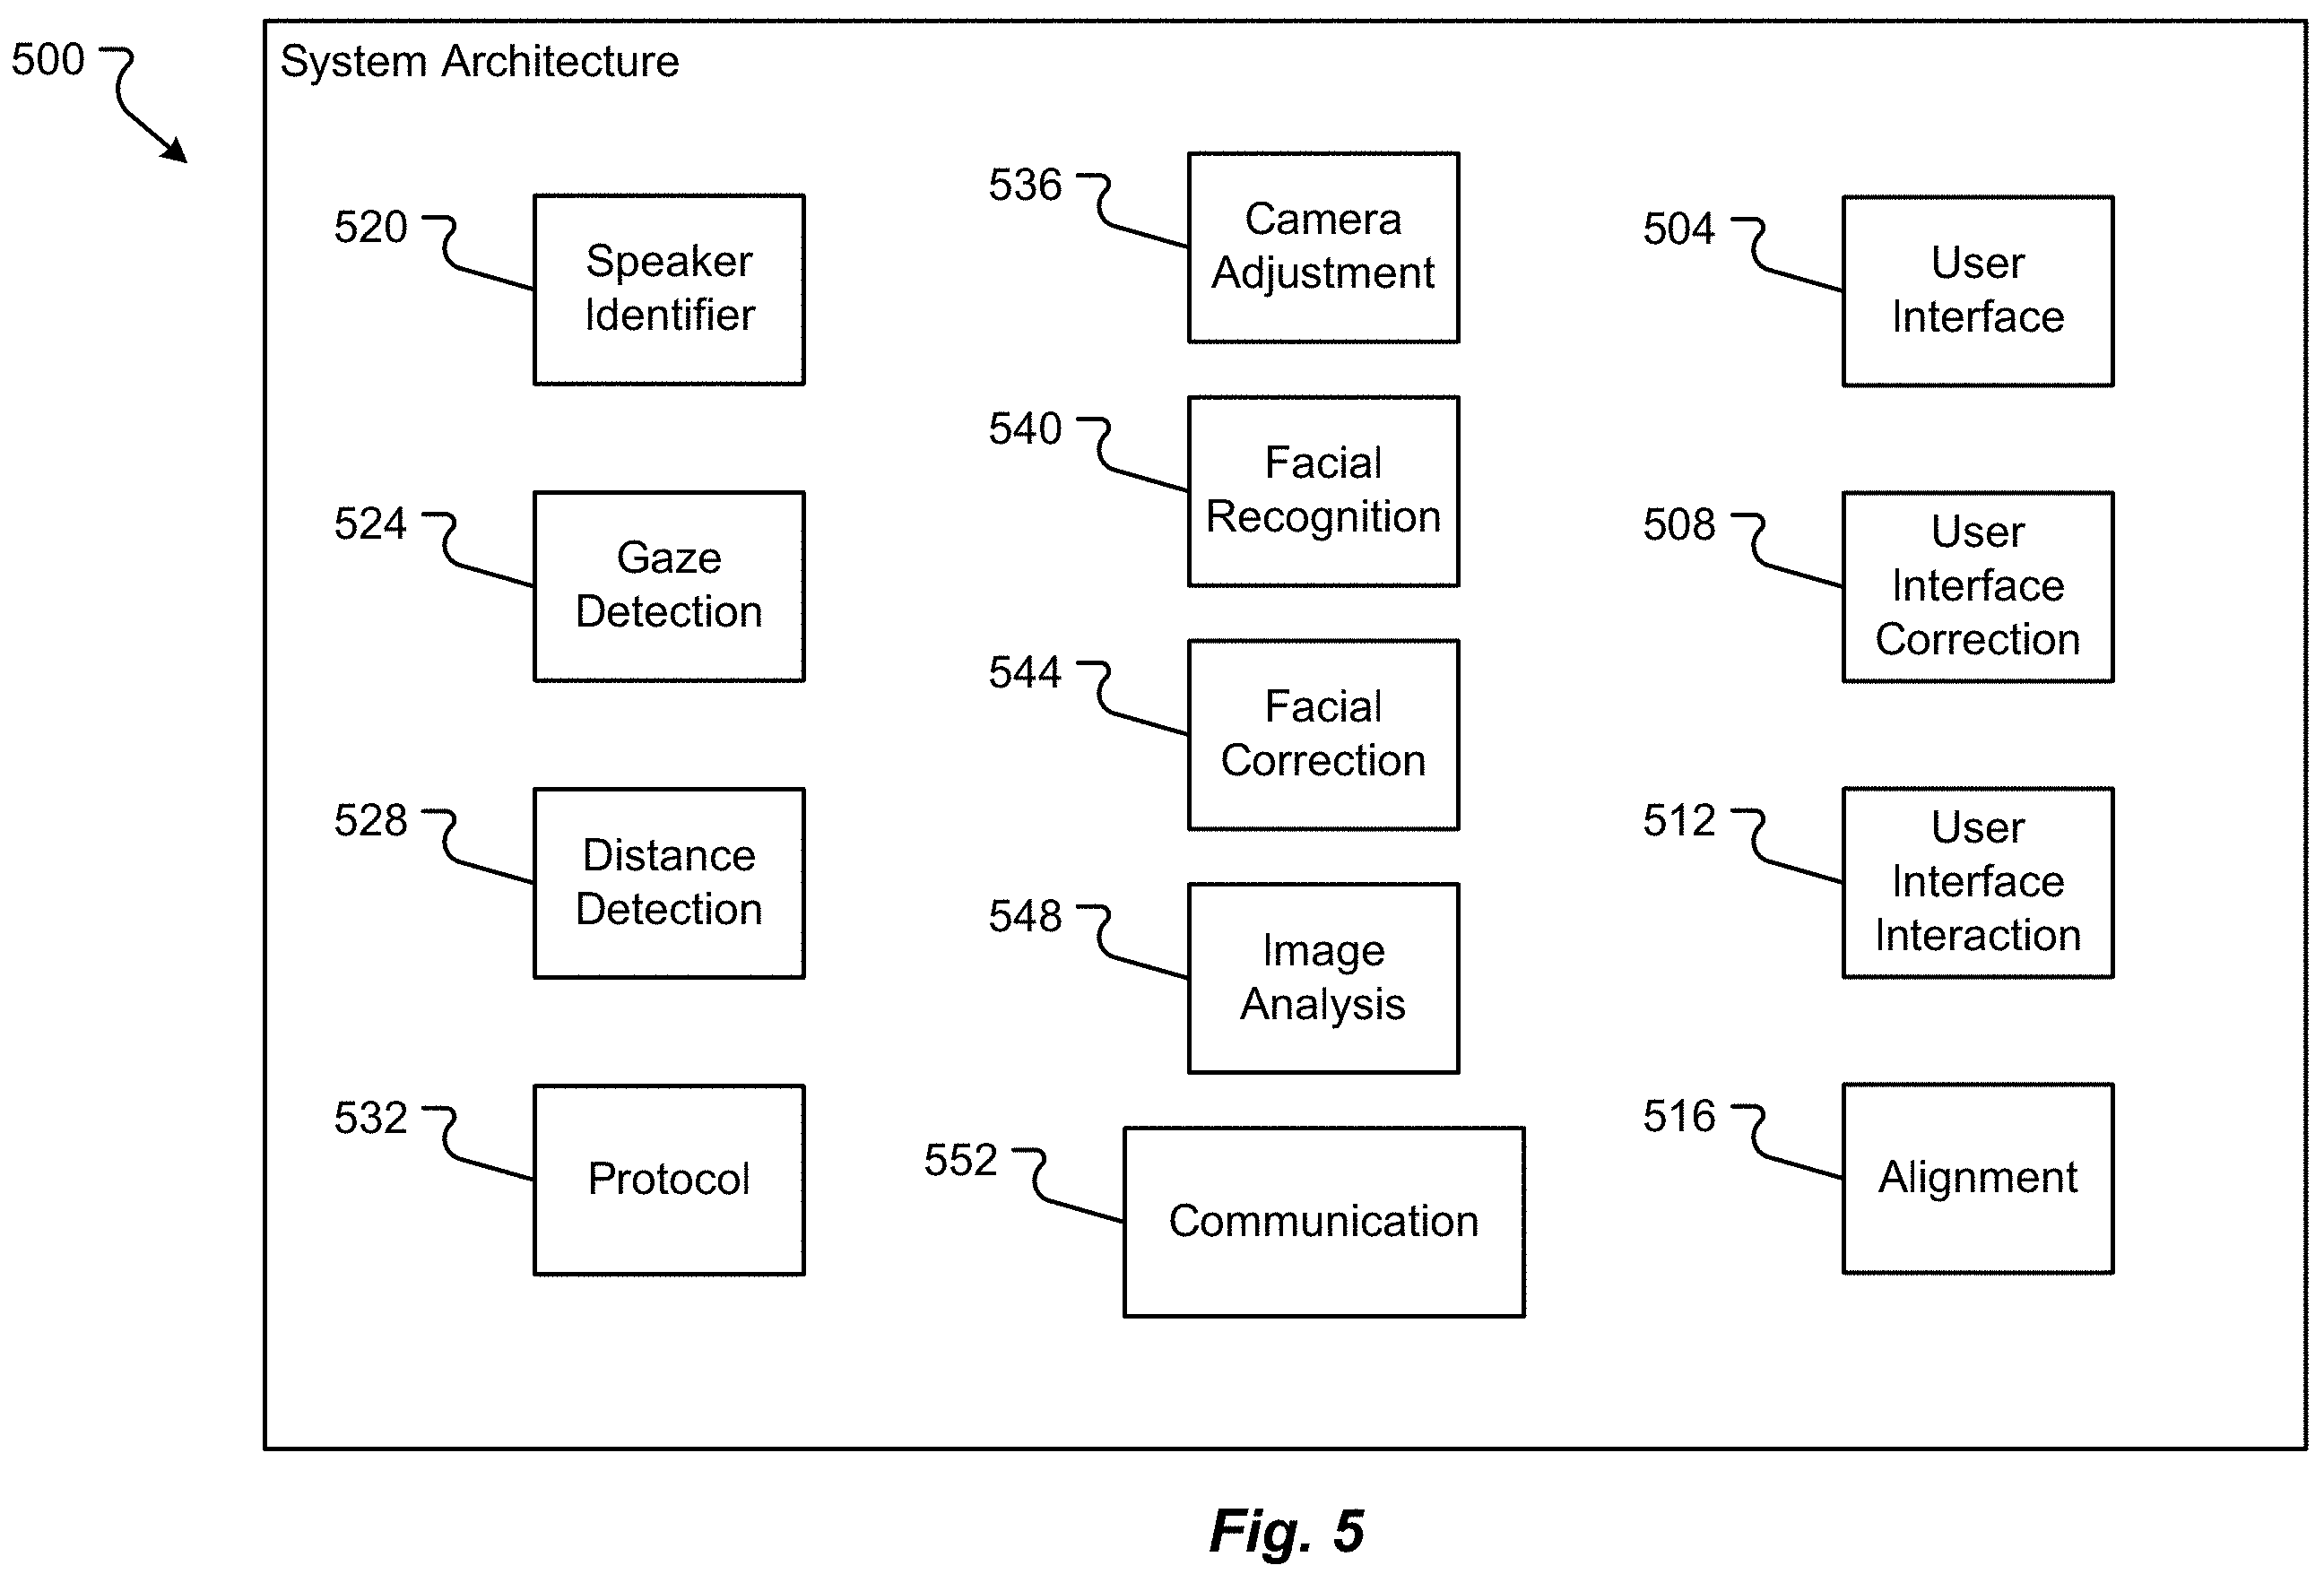 500
System Architecture
520
Speaker
Identifier
524
Gaze
Detection
528
Distance
Detection
532
Protocol
536
Camera
Adjustment
540
Facial
Recognition
544
Facial
Correction
548
Image
Analysis
552
Communication
504
User
Interface
508
User
Interface
Correction
512
User
Interface
Interaction
516
Alignment
Fig. 5